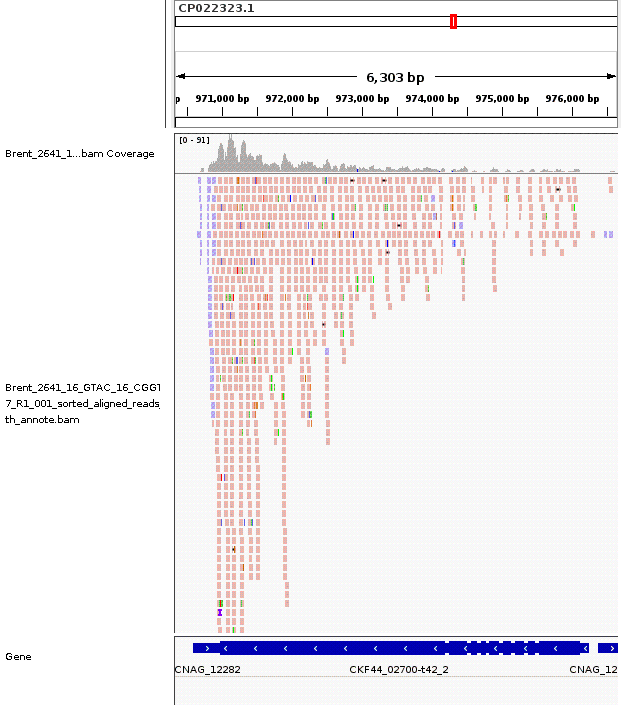 CP022323.1
6,303 bp
p 971,000 bp 972,000 bp 973,000 bp 974,000 bp 975,000 bp 976,000 bp
[0 - 91]
Brent_2641_1...bam Coverage
Brent_2641_16_GTAC_16_CGGT
7_R1_001_sorted_aligned_reads_
th_annote.bam
Gene
CNAG_12282 CKF44_02700-t42_2 CNAG_12